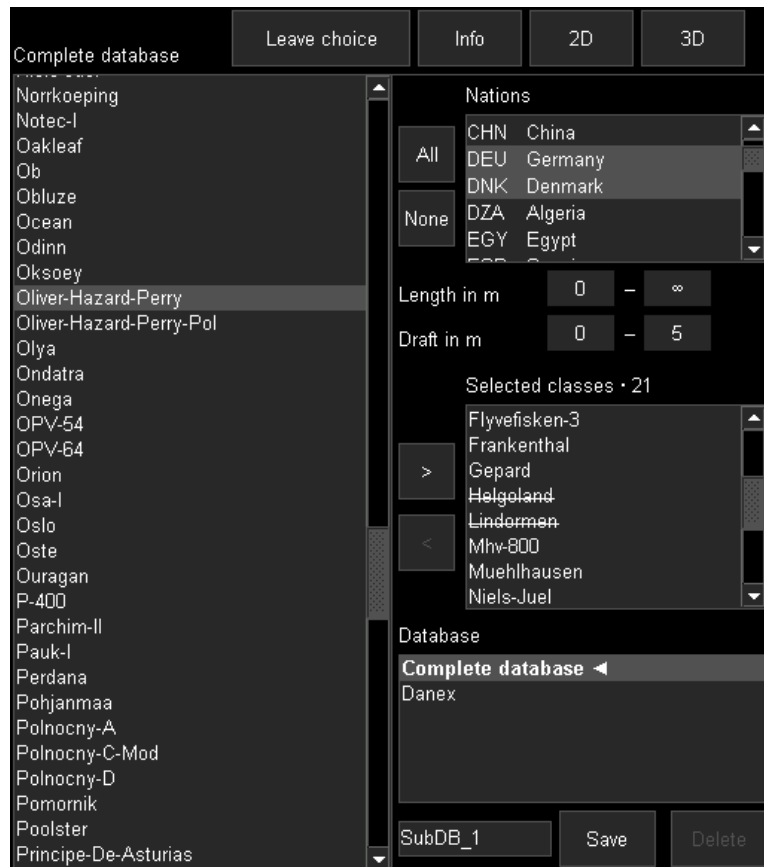 Complete database
Leave choice
Info
2D
3D
Norrkoeping
Notec-I
Oakleaf
Ob
Obluze
Ocean
Odinn
Oksoey
Oliver-Hazard-Perry
Oliver-Hazard-Perry-Pol
Olya
Ondatra
Onega
OPV-54
OPV-64
Orion
Osa-I
Oslo
Oste
Ouragan
P-400
Parchim-II
Pauk-I
Perdana
Pohjanmaa
Polnocny-A
Polnocny-C-Mod
Polnocny-D
Pomornik
Poolster
Principe-De-Asturias
Nations
All
None
CHN China
DEU Germany
DNK Denmark
DZA Algeria
EGY Egypt
Length in m 0 – ∞
Draft in m 0 – 5
Selected classes · 21
>
<
Flyvefisken-3
Frankenthal
Gepard
Helgoland
Lindormen
Mhv-800
Muehlhausen
Niels-Juel
Database
Complete database ◄
Danex
SubDB_1
Save
Delete